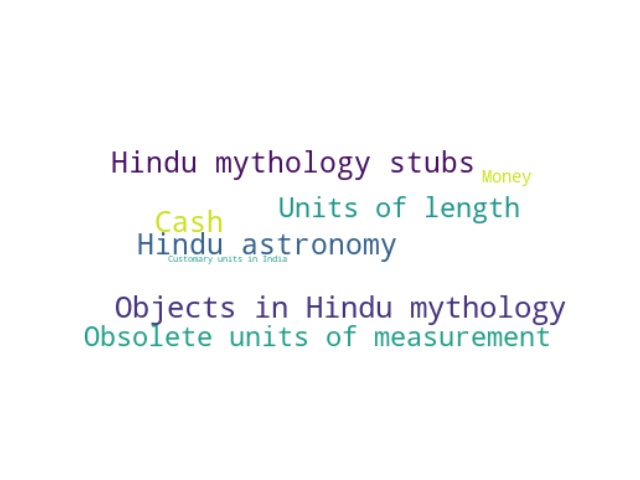 Hindu mythology stubs
Money
Units of length
Cash
Hindu astronomy
Customary units in India
Objects in Hindu mythology
Obsolete units of measurement